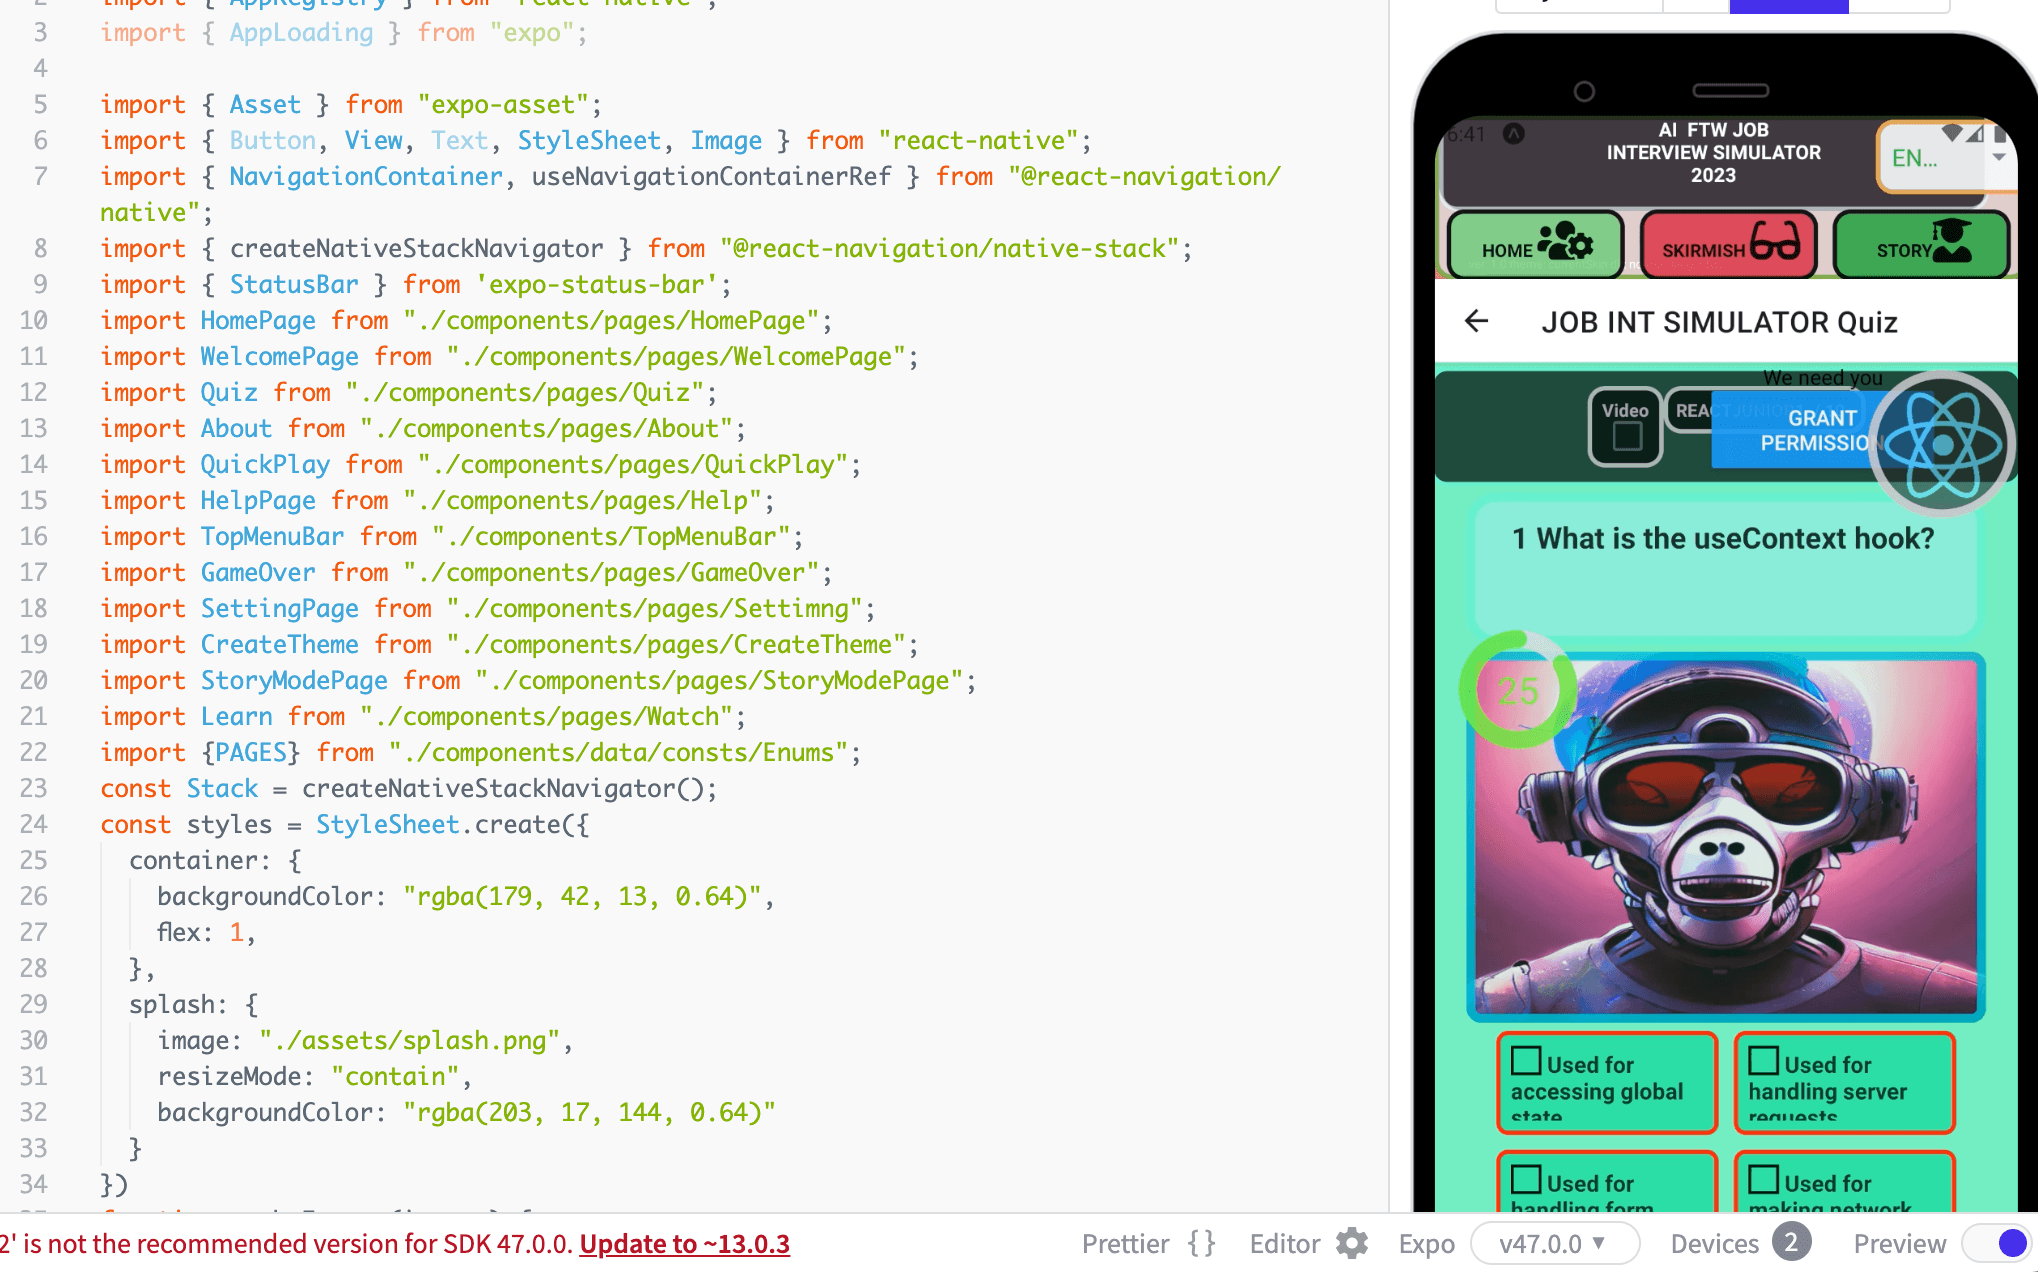 2 import { AppRegistry } from "react-native";
3 import { AppLoading } from "expo";
4
5 import { Asset } from "expo-asset";
6 import { Button, View, Text, StyleSheet, Image } from "react-native";
7 import { NavigationContainer, useNavigationContainerRef } from "@react-navigation/
native";
8 import { createNativeStackNavigator } from "@react-navigation/native-stack";
9 import { StatusBar } from 'expo-status-bar';
10 import HomePage from "./components/pages/HomePage";
11 import WelcomePage from "./components/pages/WelcomePage";
12 import Quiz from "./components/pages/Quiz";
13 import About from "./components/pages/About";
14 import QuickPlay from "./components/pages/QuickPlay";
15 import HelpPage from "./components/pages/Help";
16 import TopMenuBar from "./components/TopMenuBar";
17 import GameOver from "./components/pages/GameOver";
18 import SettingPage from "./components/pages/Settimng";
19 import CreateTheme from "./components/pages/CreateTheme";
20 import StoryModePage from "./components/pages/StoryModePage";
21 import Learn from "./components/pages/Watch";
22 import {PAGES} from "./components/data/consts/Enums";
23 const Stack = createNativeStackNavigator();
24 const styles = StyleSheet.create({
25 container: {
26 backgroundColor: "rgba(179, 42, 13, 0.64)",
27 flex: 1,
28 },
29 splash: {
30 image: "./assets/splash.png",
31 resizeMode: "contain",
32 backgroundColor: "rgba(203, 17, 144, 0.64)"
33 }
34 })
2' is not the recommended version for SDK 47.0.0. Update to ~13.0.3
Prettier {} Editor Expo v47.0.0 Devices 2 Preview
6:41
AI FTW JOB
INTERVIEW SIMULATOR
2023
EN...
HOME SKIRMISH STORY
JOB INT SIMULATOR Quiz
We need you
Video
GRANT
PERMISSION
1 What is the useContext hook?
25
Used for
accessing global
state
Used for
handling server
requests
Used for
handling form
Used for
making network